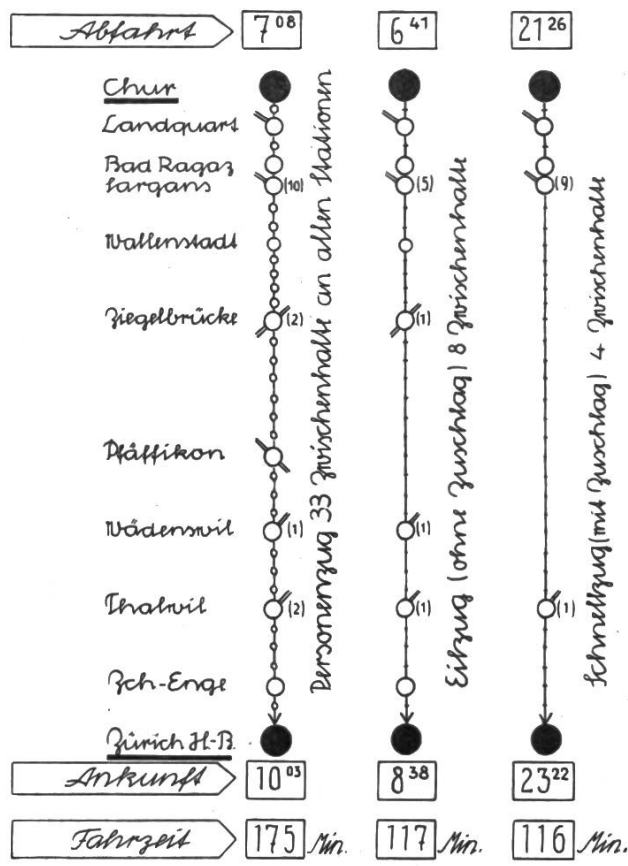 Abfahrt 7 08 6 41 21 26
Chur
Landquart
Bad Ragaz
Sargans (10) (5) (9)
Wallenstadt
Ziegelbrücke (2) (1)
Pfäffikon
Wädenswil (1) (1)
Thalwil (2) (1) (1)
Zch-Enge
Zürich H-B.
Personenzug 33 Zwischenhalte an allen Stationen
Eilzug (ohne Zuschlag) 8 Zwischenhalte
Schnellzug (mit Zuschlag) 4 Zwischenhalte
Ankunft 10 03 8 38 23 22
Fahrzeit 175 Min. 117 Min. 116 Min.